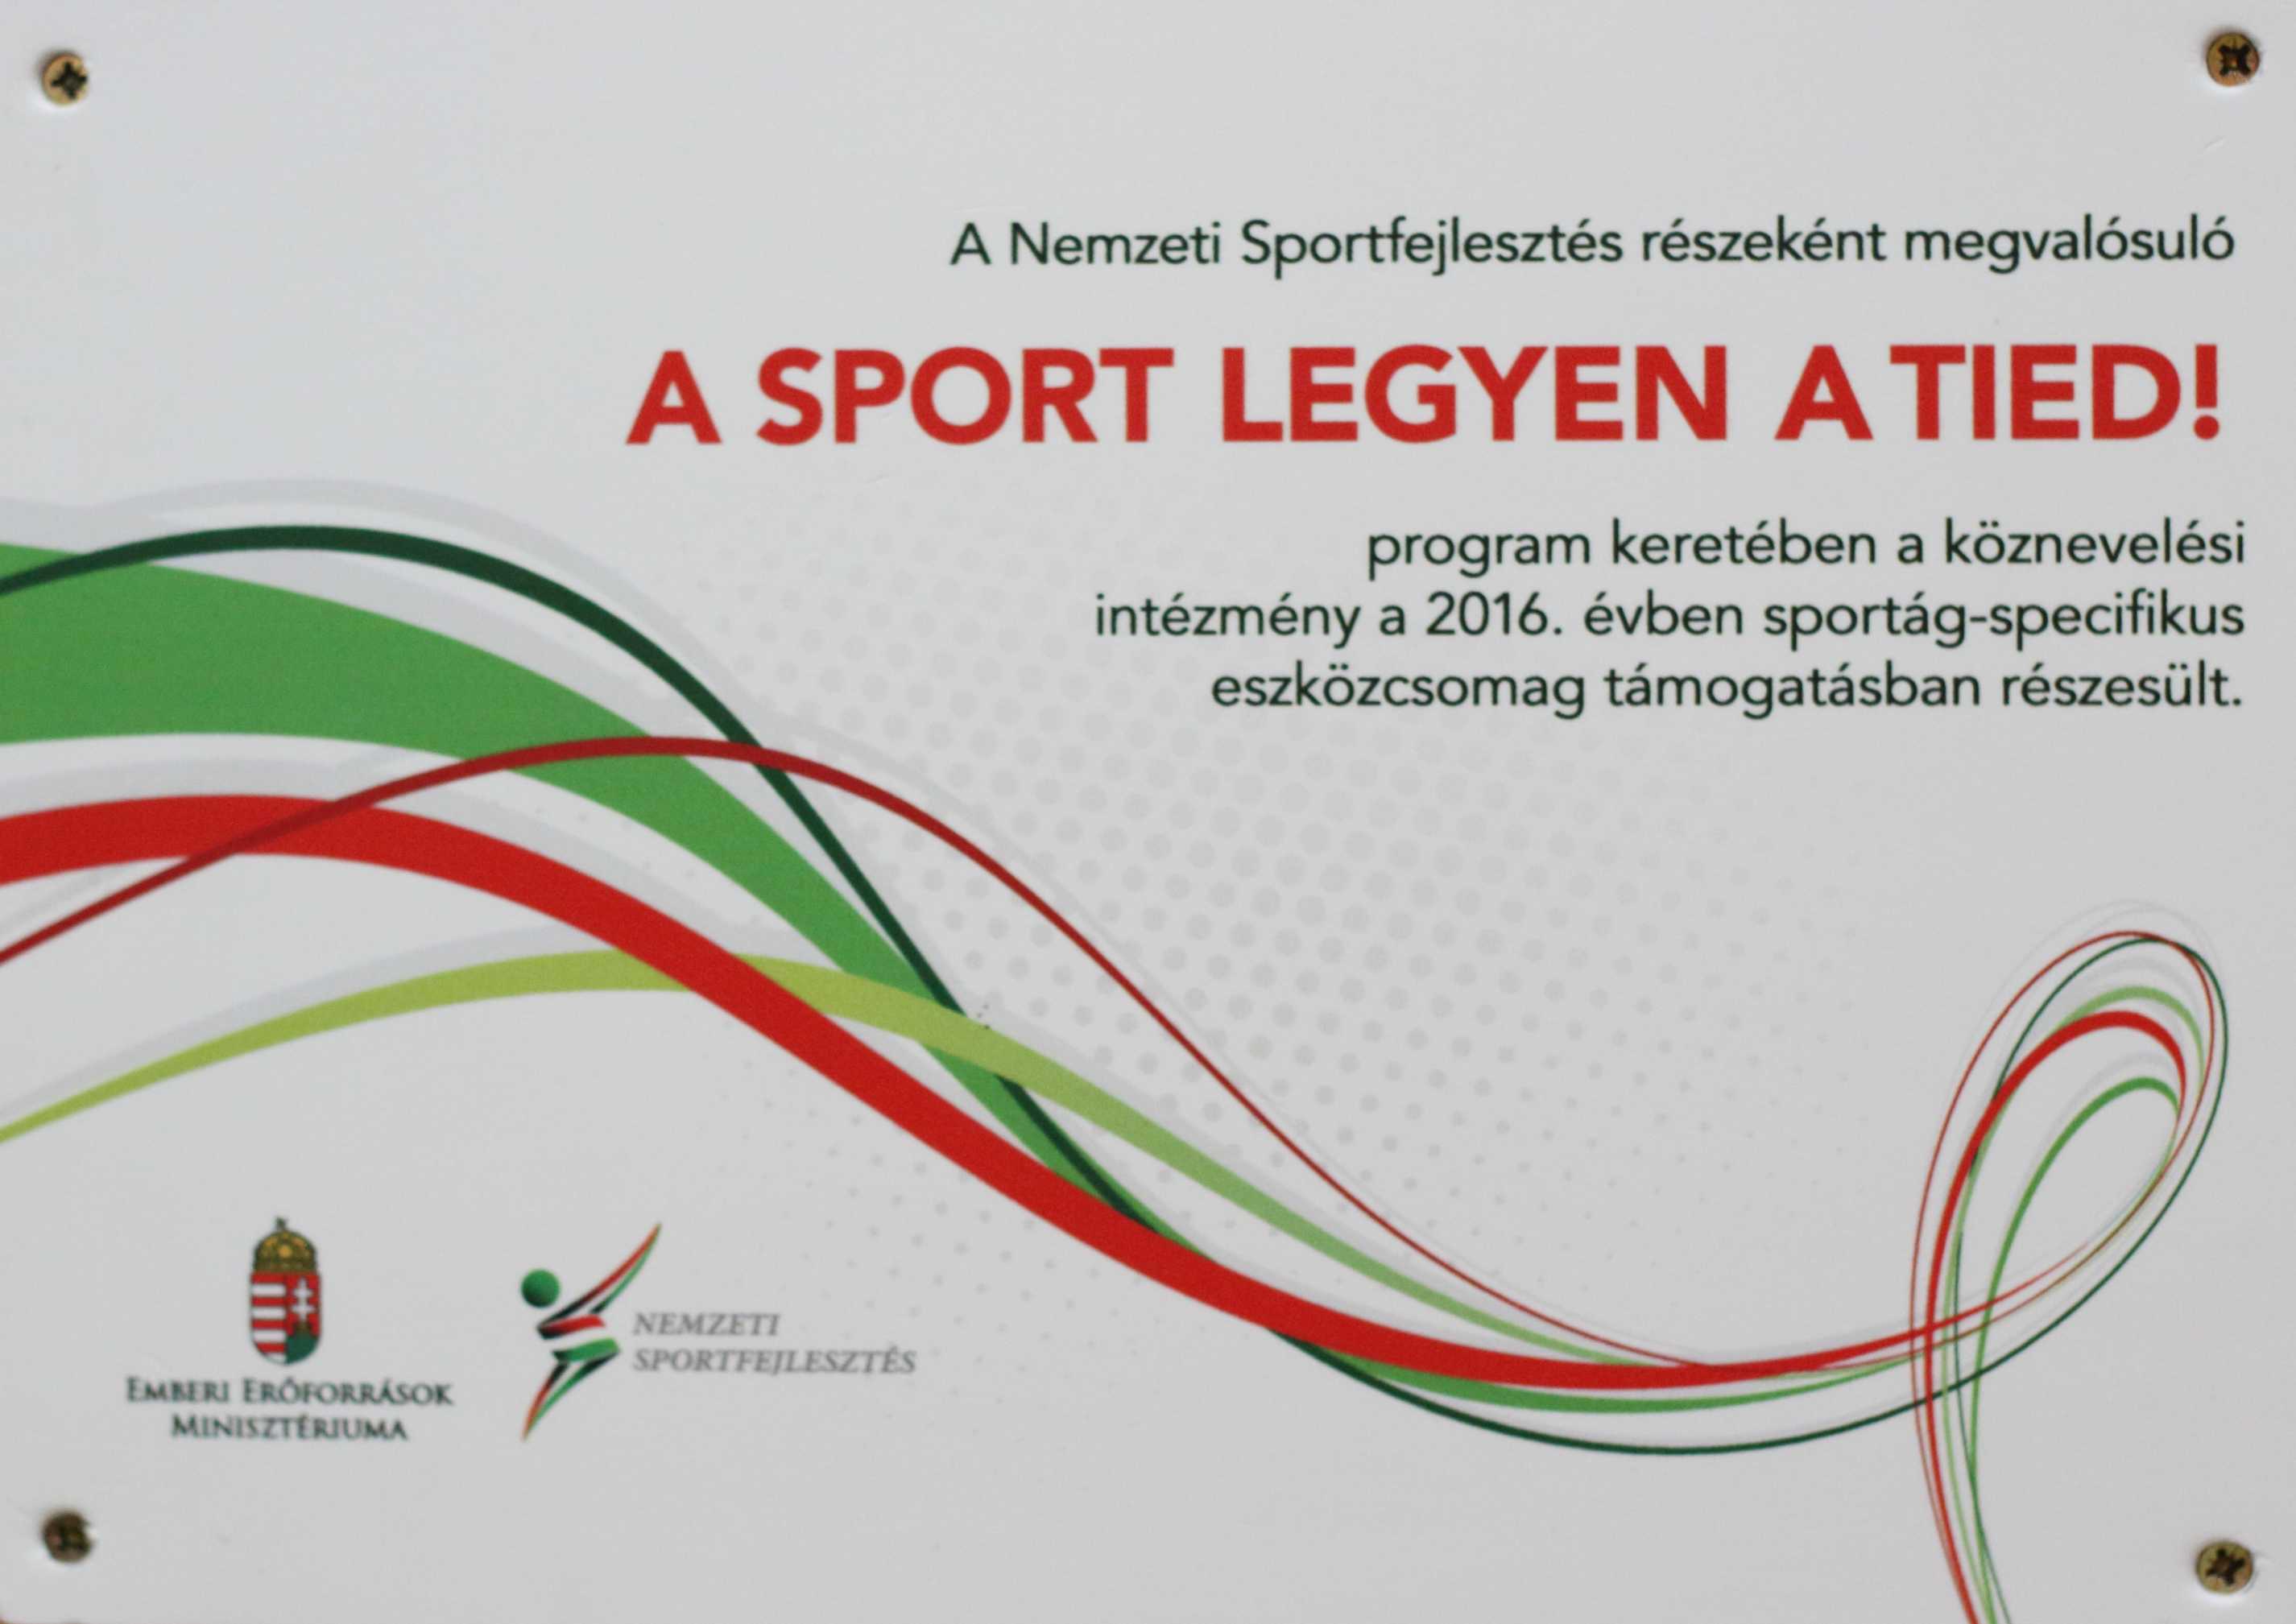 A Nemzeti Sportfejlesztés részeként megvalósuló
A SPORT LEGYEN A TIED!
program keretében a köznevelési
intézmény a 2016. évben sportág-specifikus
eszközcsomag támogatásban részesült.
EMBERI ERŐFORRÁSOK
MINISZTÉRIUMA
NEMZETI
SPORTFEJLESZTÉS